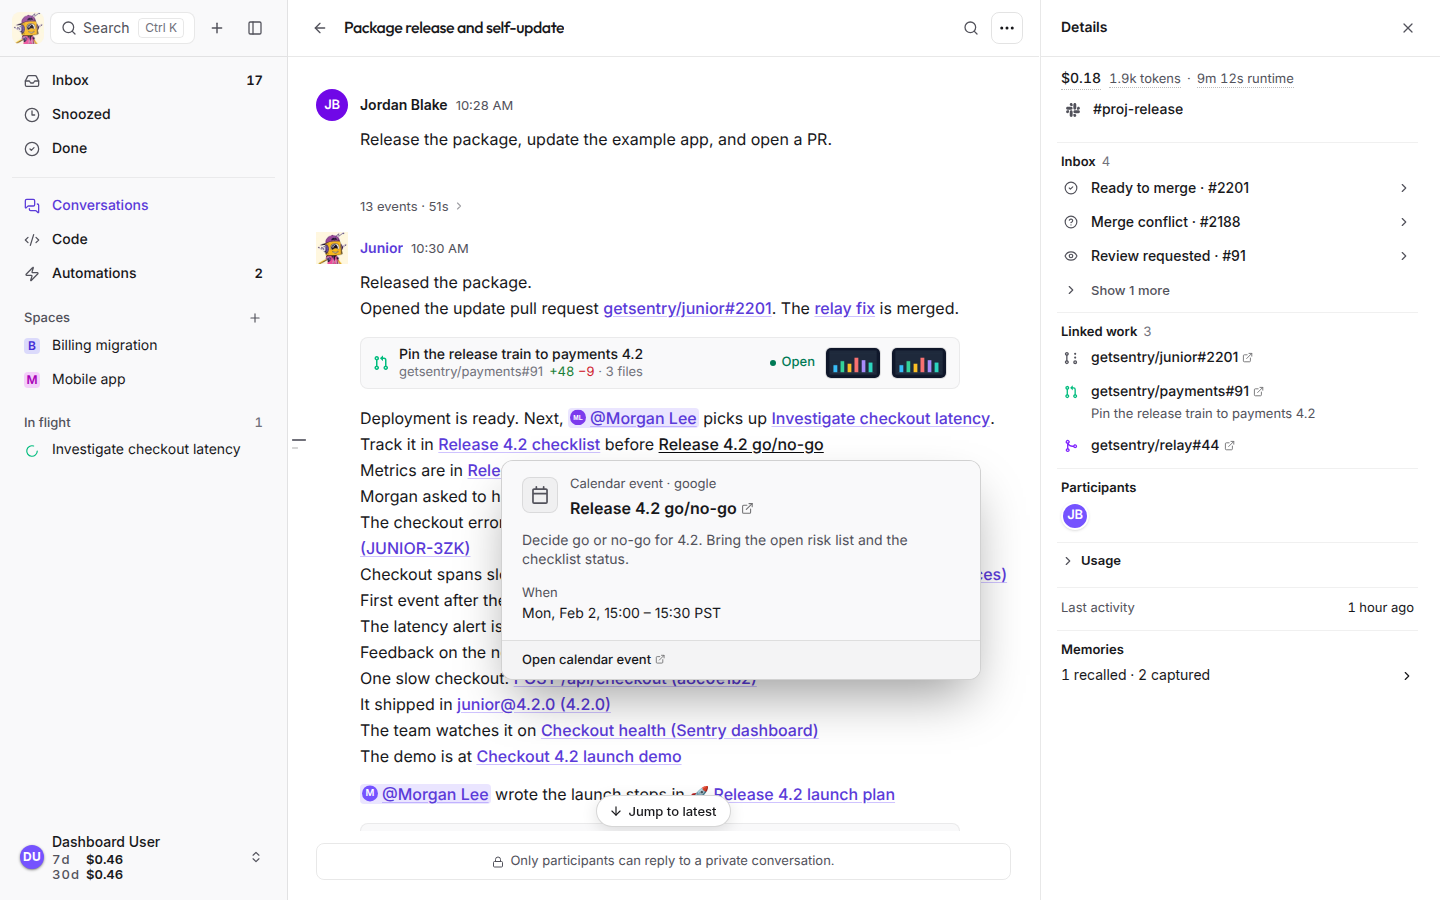 Search Ctrl K
Inbox 17
Snoozed
Done
Conversations
Code
Automations 2
Spaces
B Billing migration
M Mobile app
In flight 1
Investigate checkout latency
DU Dashboard User
7d $0.46
30d $0.46
Package release and self-update
JB Jordan Blake 10:28 AM
Release the package, update the example app, and open a PR.
13 events · 51s
Junior 10:30 AM
Released the package.
Opened the update pull request getsentry/junior#2201. The relay fix is merged.
Pin the release train to payments 4.2
getsentry/payments#91 +48 −9 · 3 files
Open
Deployment is ready. Next, ML @Morgan Lee picks up Investigate checkout latency.
Track it in Release 4.2 checklist before Release 4.2 go/no-go
Metrics are in
Morgan asked to
The checkout
(JUNIOR-3ZK)
Checkout spans
First event after
The latency alert is
Feedback on the
One slow checkout: POST /api/checkout
It shipped in junior@4.2.0 (4.2.0)
The team watches it on Checkout health (Sentry dashboard)
The demo is at Checkout 4.2 launch demo
M @Morgan Lee wrote the launch steps in 🚀 Release 4.2 launch plan
Calendar event · google
Release 4.2 go/no-go
Decide go or no-go for 4.2. Bring the open risk list and the
checklist status.
When
Mon, Feb 2, 15:00 – 15:30 PST
Open calendar event
Jump to latest
Only participants can reply to a private conversation.
Details
$0.18 1.9k tokens · 9m 12s runtime
#proj-release
Inbox 4
Ready to merge · #2201
Merge conflict · #2188
Review requested · #91
Show 1 more
Linked work 3
getsentry/junior#2201
getsentry/payments#91
Pin the release train to payments 4.2
getsentry/relay#44
Participants
JB
Usage
Last activity 1 hour ago
Memories
1 recalled · 2 captured